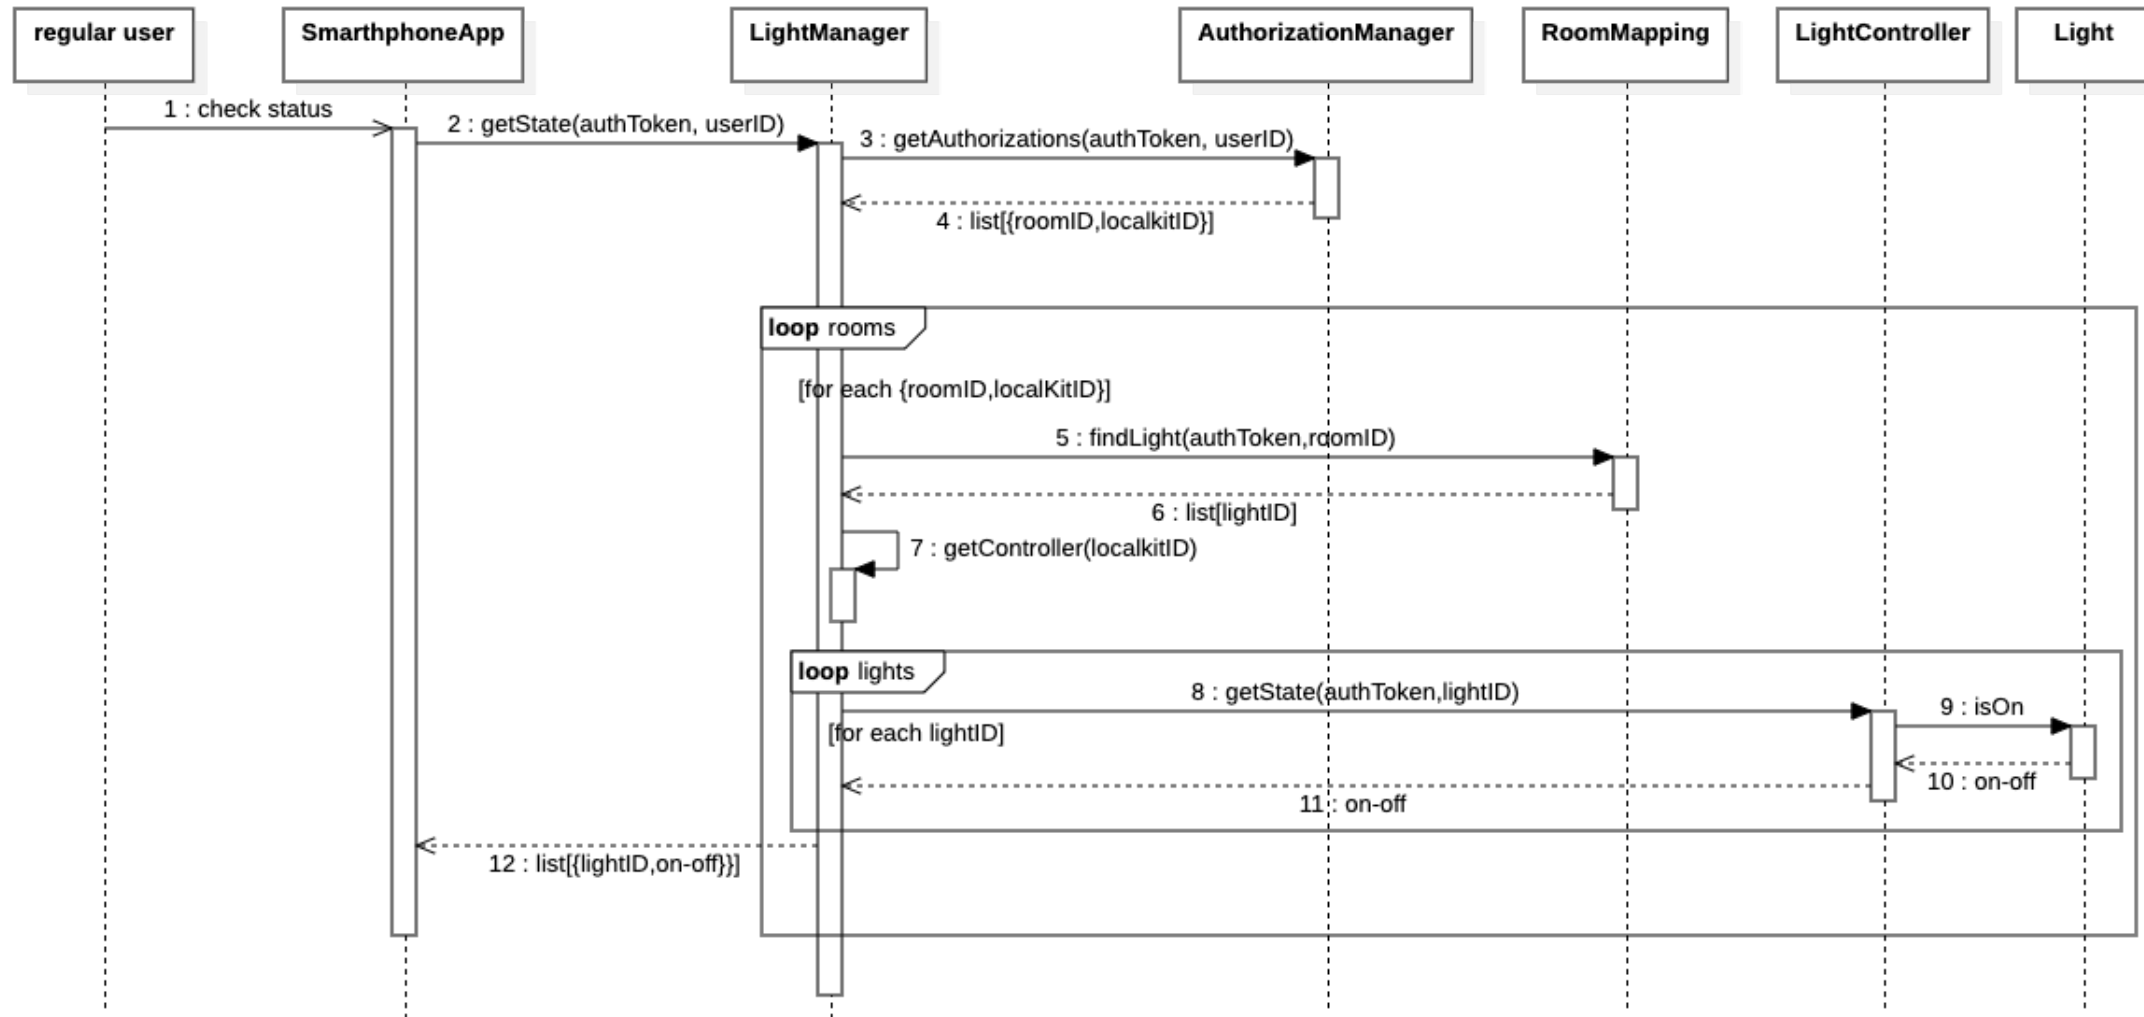 regular user
SmarthphoneApp
LightManager
AuthorizationManager
RoomMapping
LightController
Light
1 : check status
2 : getState(authToken, userID)
3 : getAuthorizations(authToken, userID)
4 : list[{roomID,localkitID}]
loop rooms
[for each {roomID,localKitID}]
5 : findLight(authToken,roomID)
6 : list[lightID]
7 : getController(localkitID)
loop lights
8 : getState(authToken,lightID)
9 : isOn
[for each lightID]
10 : on-off
11 : on-off
12 : list[{lightID,on-off}}]